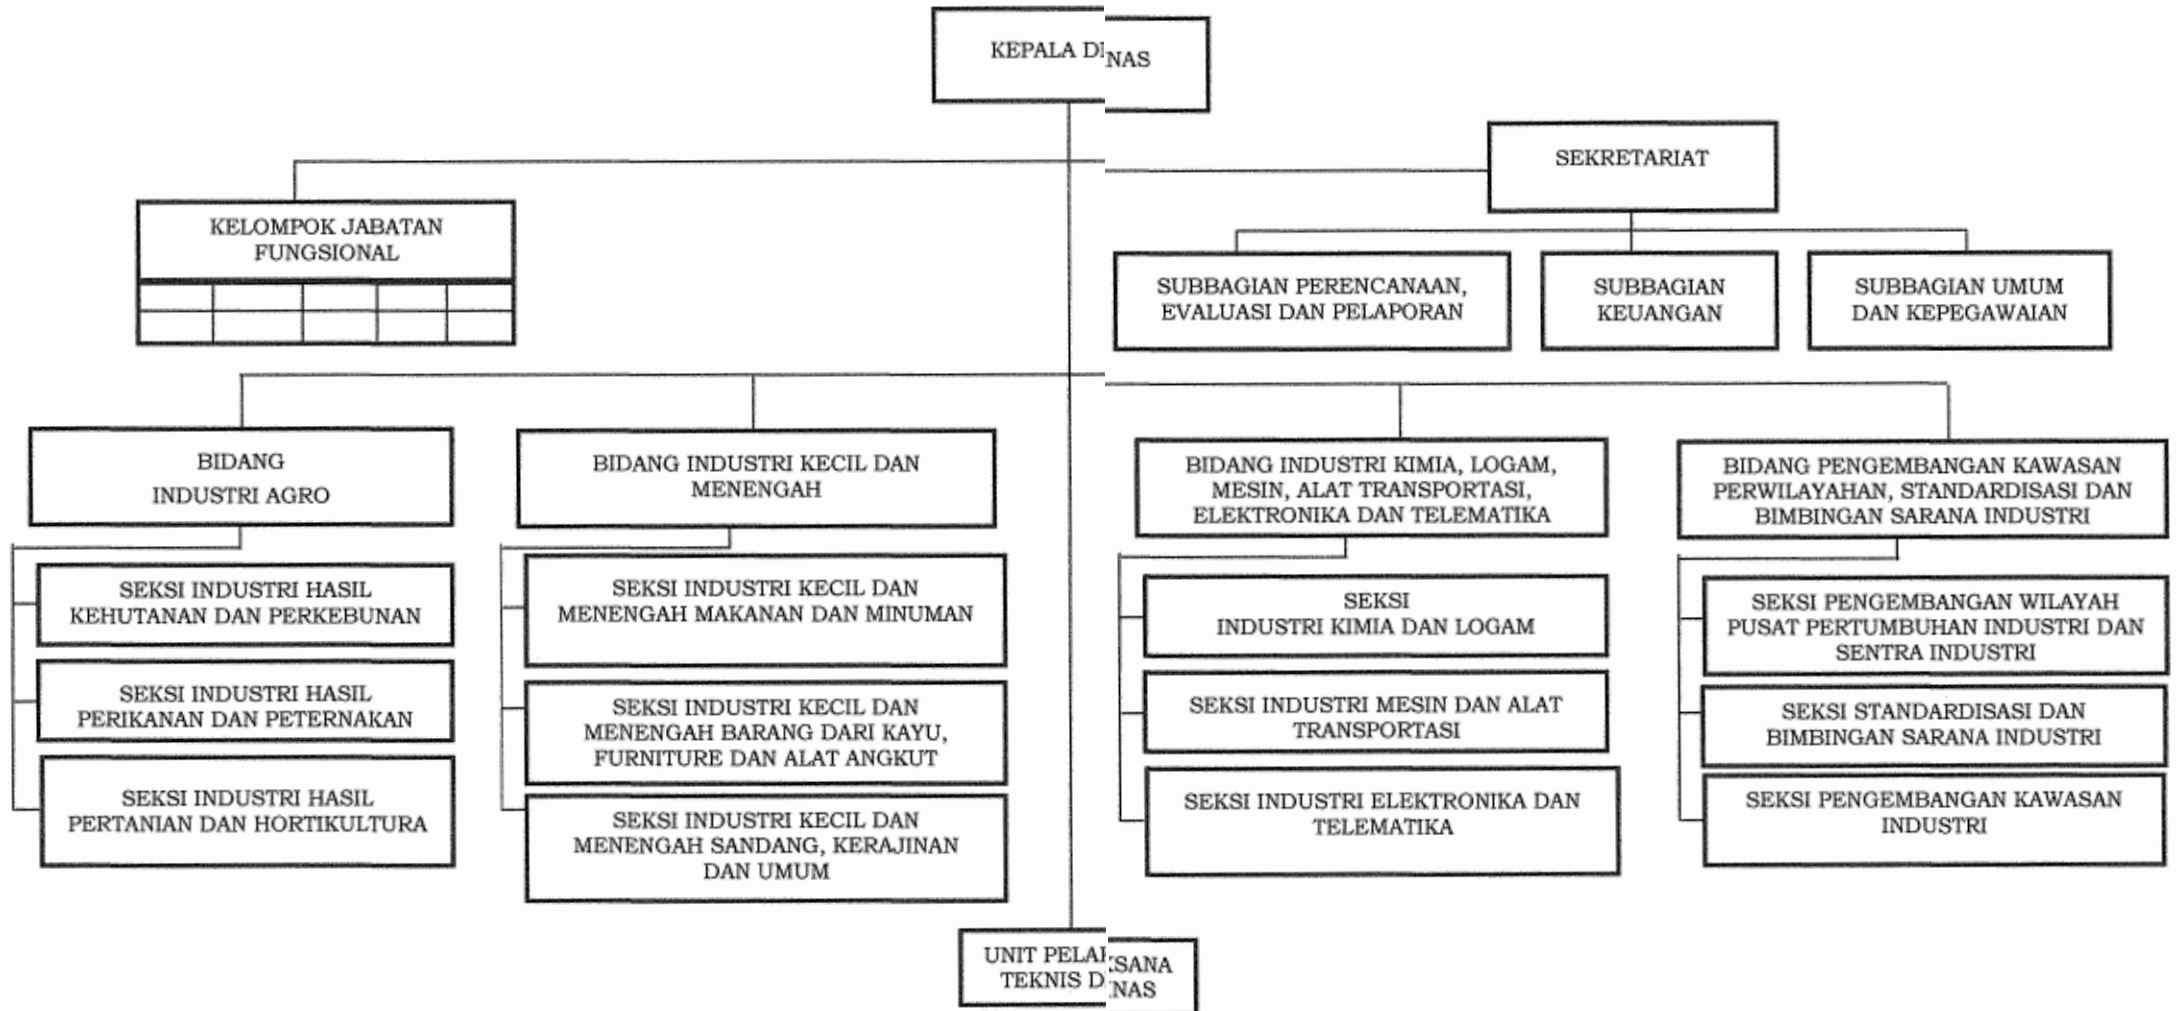 KEPALA DINAS
SEKRETARIAT
KELOMPOK JABATAN
FUNGSIONAL
SUBBAGIAN PERENCANAAN,
EVALUASI DAN PELAPORAN
SUBBAGIAN
KEUANGAN
SUBBAGIAN UMUM
DAN KEPEGAWAIAN
BIDANG
INDUSTRI AGRO
SEKSI INDUSTRI HASIL
KEHUTANAN DAN PERKEBUNAN
SEKSI INDUSTRI HASIL
PERIKANAN DAN PETERNAKAN
SEKSI INDUSTRI HASIL
PERTANIAN DAN HORTIKULTURA
BIDANG INDUSTRI KECIL DAN
MENENGAH
SEKSI INDUSTRI KECIL DAN
MENENGAH MAKANAN DAN MINUMAN
SEKSI INDUSTRI KECIL DAN
MENENGAH BARANG DARI KAYU,
FURNITURE DAN ALAT ANGKUT
SEKSI INDUSTRI KECIL DAN
MENENGAH SANDANG, KERAJINAN
DAN UMUM
BIDANG INDUSTRI KIMIA, LOGAM,
MESIN, ALAT TRANSPORTASI,
ELEKTRONIKA DAN TELEMATIKA
SEKSI
INDUSTRI KIMIA DAN LOGAM
SEKSI INDUSTRI MESIN DAN ALAT
TRANSPORTASI
SEKSI INDUSTRI ELEKTRONIKA DAN
TELEMATIKA
BIDANG PENGEMBANGAN KAWASAN
PERWILAYAHAN, STANDARDISASI DAN
BIMBINGAN SARANA INDUSTRI
SEKSI PENGEMBANGAN WILAYAH
PUSAT PERTUMBUHAN INDUSTRI DAN
SENTRA INDUSTRI
SEKSI STANDARDISASI DAN
BIMBINGAN SARANA INDUSTRI
SEKSI PENGEMBANGAN KAWASAN
INDUSTRI
UNIT PELAKSANA
TEKNIS DINAS